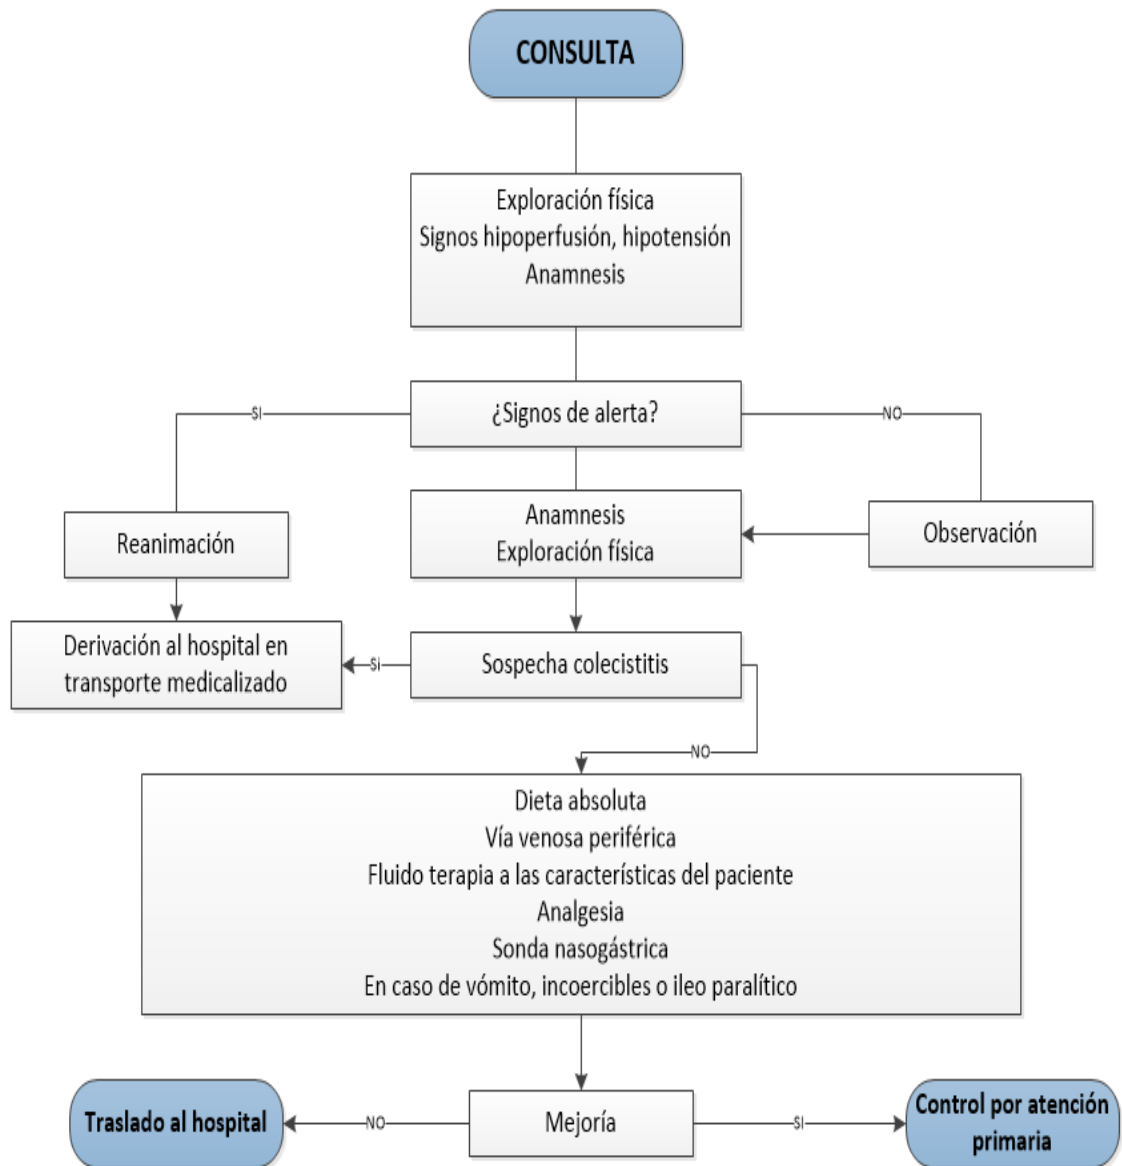 CONSULTA
Exploración física
Signos hipoperfusión, hipotensión
Anamnesis
¿Signos de alerta?
SI
NO
Anamnesis
Exploración física
Observación
Reanimación
Derivación al hospital en
transporte medicalizado
Si
Sospecha colecistitis
NO
Dieta absoluta
Vía venosa periférica
Fluido terapia a las características del paciente
Analgesia
Sonda nasogástrica
En caso de vómito, incoercibles o ileo paralítico
Traslado al hospital
NO
Mejoría
SI
Control por atención
primaria